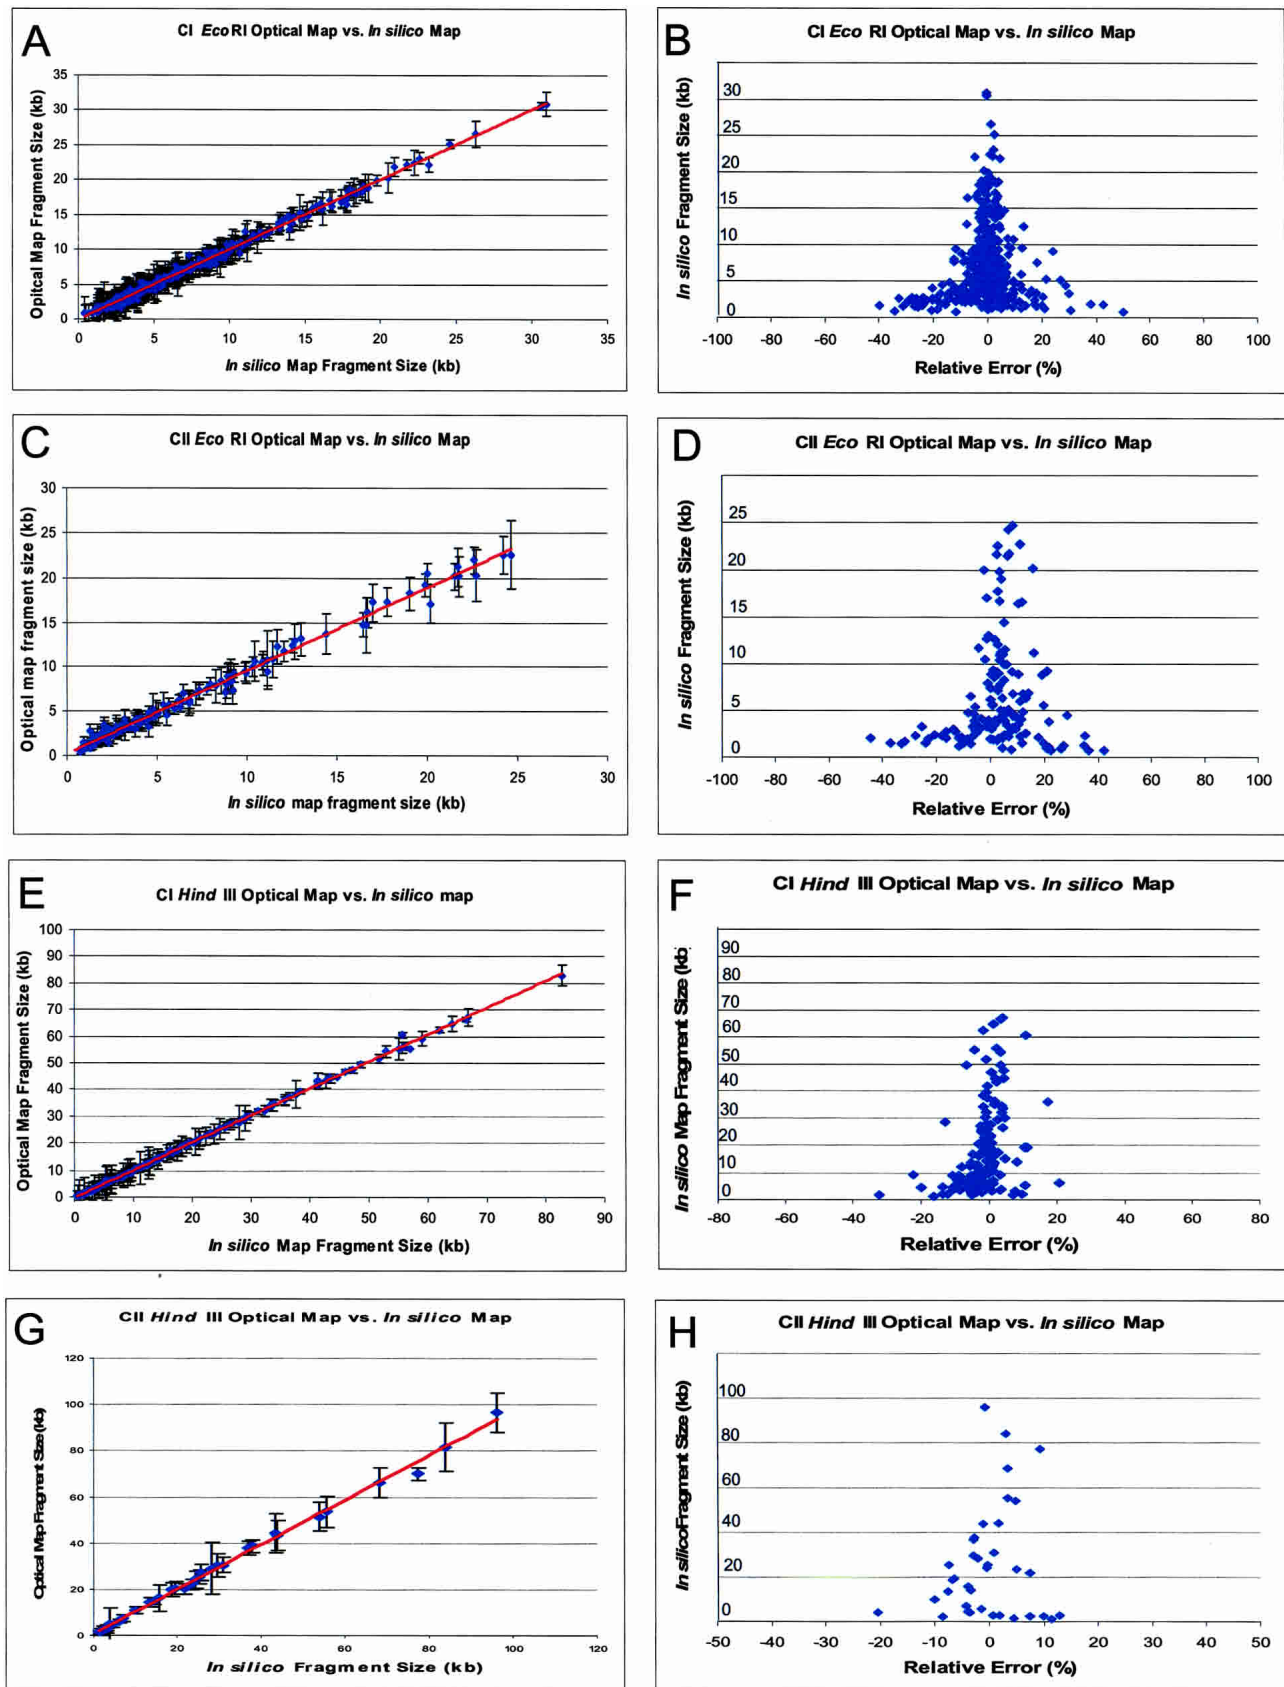 A
CI EcoRI Optical Map vs. In silico Map
Opitcal Map Fragment Size (kb)
35
30
25
20
15
10
5
0
0 5 10 15 20 25 30 35
In silico Map Fragment Size (kb)
B
CI Eco RI Optical Map vs. In silico Map
In silico Fragment Size (kb)
30
25
20
15
10
5
0
-100 -80 -60 -40 -20 0 20 40 60 80 100
Relative Error (%)
C
CII Eco RI Optical Map vs. In silico Map
Optical map fragment size (kb)
30
25
20
15
10
5
0
0 5 10 15 20 25 30
In silico map fragment size (kb)
D
CII Eco RI Optical Map vs. In silico Map
In silico Fragment Size (kb)
25
20
15
10
5
0
-100 -80 -60 -40 -20 0 20 40 60 80 100
Relative Error (%)
E
CI Hind III Optical Map vs. In silico map
Optical Map Fragment Size (kb)
100
90
80
70
60
50
40
30
20
10
0
0 10 20 30 40 50 60 70 80 90
In silico Map Fragment Size (kb)
F
CI Hind III Optical Map vs. In silico Map
In silico Map Fragment Size (kb)
90
80
70
60
50
40
30
20
10
0
-80 -60 -40 -20 0 20 40 60 80
Relative Error (%)
G
CII Hind III Optical Map vs. In silico Map
Optical Map Fragment Size (kb)
120
100
80
60
40
20
0
0 20 40 60 80 100 120
In silico Fragment Size (kb)
H
CII Hind III Optical Map vs. In silico Map
In silico Fragment Size (kb)
100
80
60
40
20
0
-50 -40 -30 -20 -10 0 10 20 30 40 50
Relative Error (%)